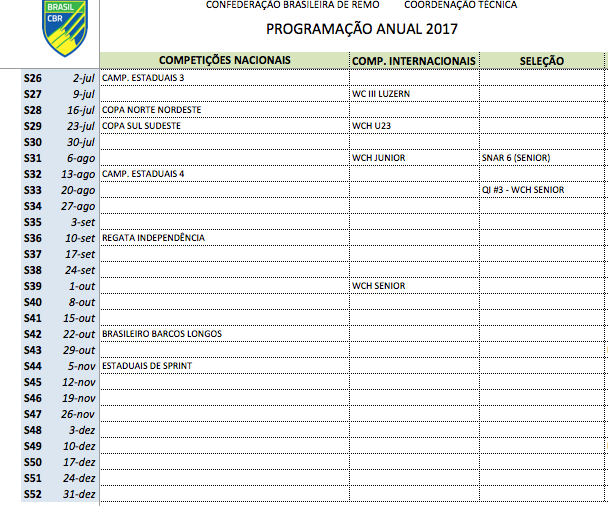 BRASIL
CBR
CONFEDERAÇÃO BRASILEIRA DE REMO COORDENAÇÃO TÉCNICA
PROGRAMAÇÃO ANUAL 2017
COMPETIÇÕES NACIONAIS COMP. INTERNACIONAIS SELEÇÃO
S26 2-jul CAMP. ESTADUAIS 3
S27 9-jul WC III LUZERN
S28 16-jul COPA NORTE NORDESTE
S29 23-jul COPA SUL SUDESTE WCH U23
S30 30-jul
S31 6-ago WCH JUNIOR SNAR 6 (SENIOR)
S32 13-ago CAMP. ESTADUAIS 4
S33 20-ago QI #3 - WCH SENIOR
S34 27-ago
S35 3-set
S36 10-set REGATA INDEPENDÊNCIA
S37 17-set
S38 24-set
S39 1-out WCH SENIOR
S40 8-out
S41 15-out
S42 22-out BRASILEIRO BARCOS LONGOS
S43 29-out
S44 5-nov ESTADUAIS DE SPRINT
S45 12-nov
S46 19-nov
S47 26-nov
S48 3-dez
S49 10-dez
S50 17-dez
S51 24-dez
S52 31-dez